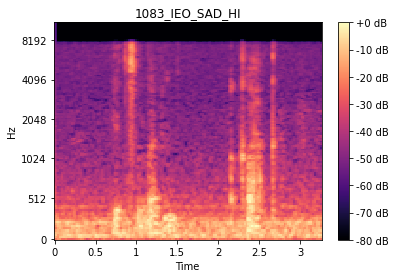 1083_IEO_SAD_HI
8192
4096
2048
1024
512
0
Hz
0
0.5
1
1.5
2
2.5
3
Time
+0 dB
-10 dB
-20 dB
-30 dB
-40 dB
-50 dB
-60 dB
-70 dB
-80 dB